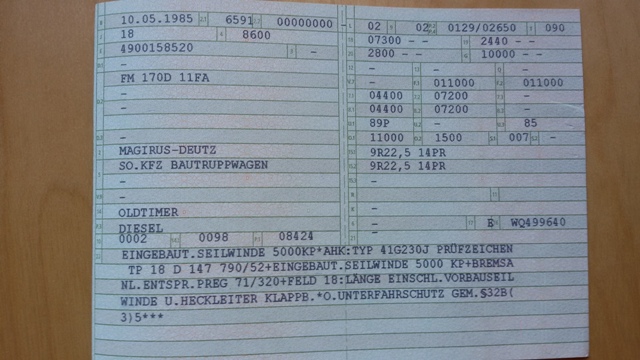 10.05.1985 6591 00000000
18 8600
4900158520 -
-
FM 170D 11FA
-
-
-
MAGIRUS-DEUTZ
SO.KFZ BAUTRUPPWAGEN
-
-
OLDTIMER
DIESEL
0002 0098 08424
02 02 0129/02650 090
07300 - - 2440 - -
2800 - - 10000 - -
- - -
- 011000 011000
04400 07200 -
04400 07200 -
89P - 85
11000 1500 007 -
9R22,5 14PR
9R22,5 14PR
-
-
-
- E WQ499640
EINGEBAUT.SEILWINDE 5000KP*AHK:TYP 41G230J PRÜFZEICHEN
TP 18 D 147 790/52+EINGEBAUT.SEILWINDE 5000 KP+BREMSA
NL.ENTSPR.PREG 71/320+FELD 18:LÄNGE EINSCHL.VORBAUSEIL
WINDE U.HECKLEITER KLAPPB.*O.UNTERFAHRSCHUTZ GEM.§32B(
3)5***